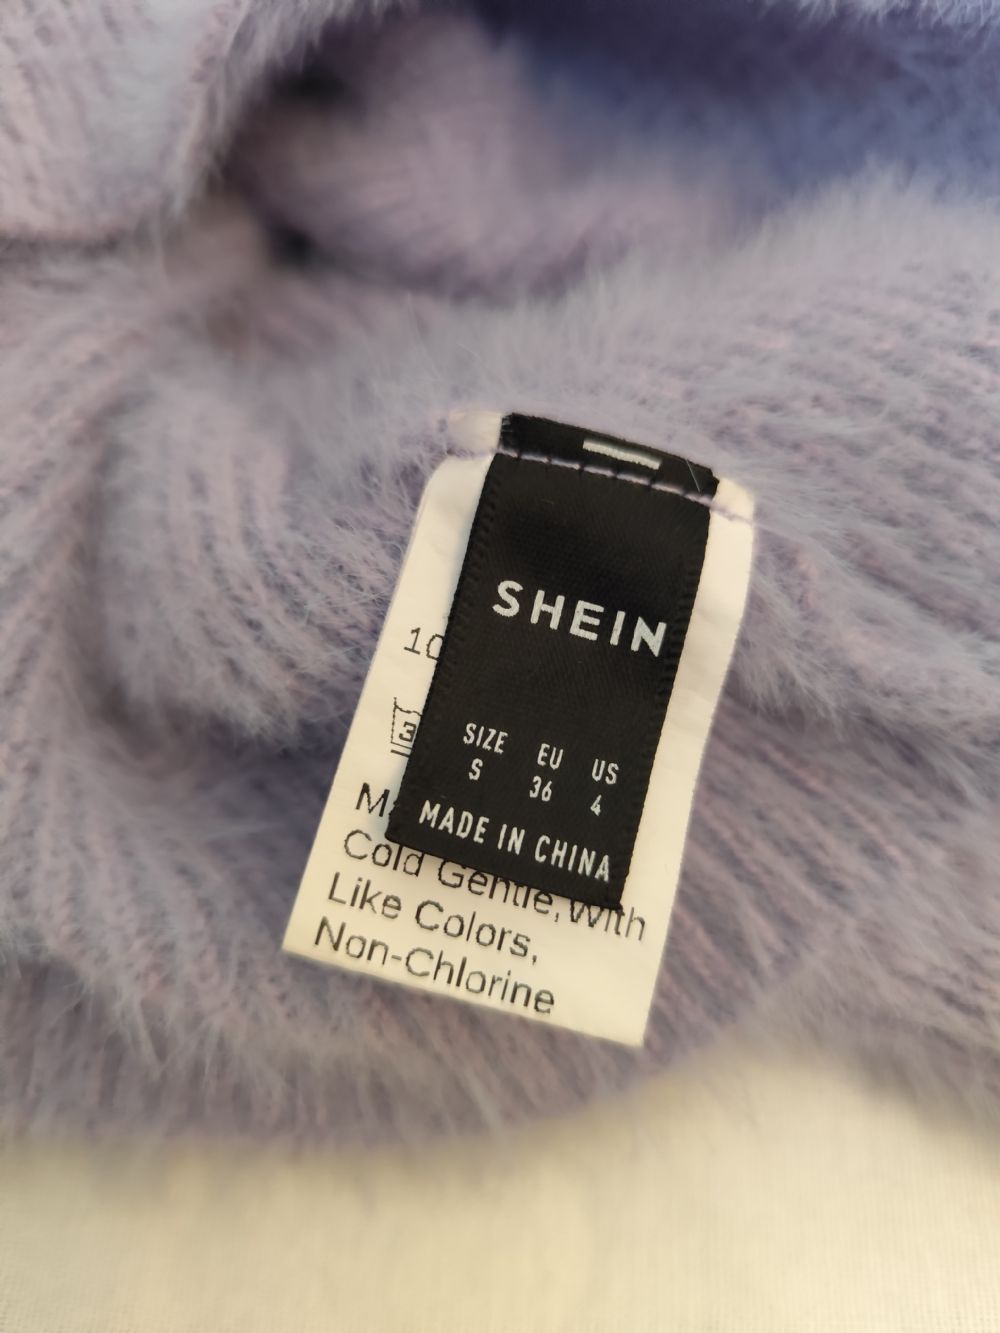 SHEIN
SIZE EU US
S 36 4
MADE IN CHINA
Cold Gentle, With
Like Colors,
Non-Chlorine